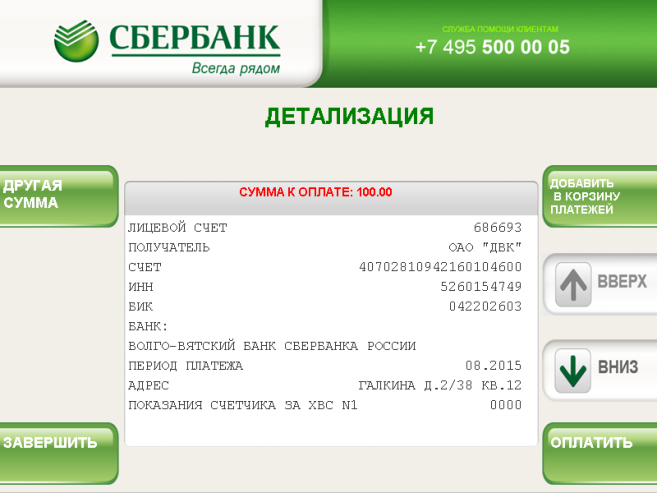 СБЕРБАНК
Всегда рядом
СЛУЖБА ПОМОЩИ КЛИЕНТАМ
+7 495 500 00 05
ДЕТАЛИЗАЦИЯ
ДРУГАЯ
СУММА
СУММА К ОПЛАТЕ: 100.00
ДОБАВИТЬ
В КОРЗИНУ
ПЛАТЕЖЕЙ
ЛИЦЕВОЙ СЧЕТ 686693
ПОЛУЧАТЕЛЬ ОАО "ДВК"
СЧЕТ 40702810942160104600
ИНН 5260154749
БИК 042202603
БАНК:
ВОЛГО-ВЯТСКИЙ БАНК СБЕРБАНКА РОССИИ
ПЕРИОД ПЛАТЕЖА 08.2015
АДРЕС ГАЛКИНА Д.2/38 КВ.12
ПОКАЗАНИЯ СЧЕТЧИКА ЗА ХВС N1 0000
ВВЕРХ
ВНИЗ
ЗАВЕРШИТЬ
ОПЛАТИТЬ